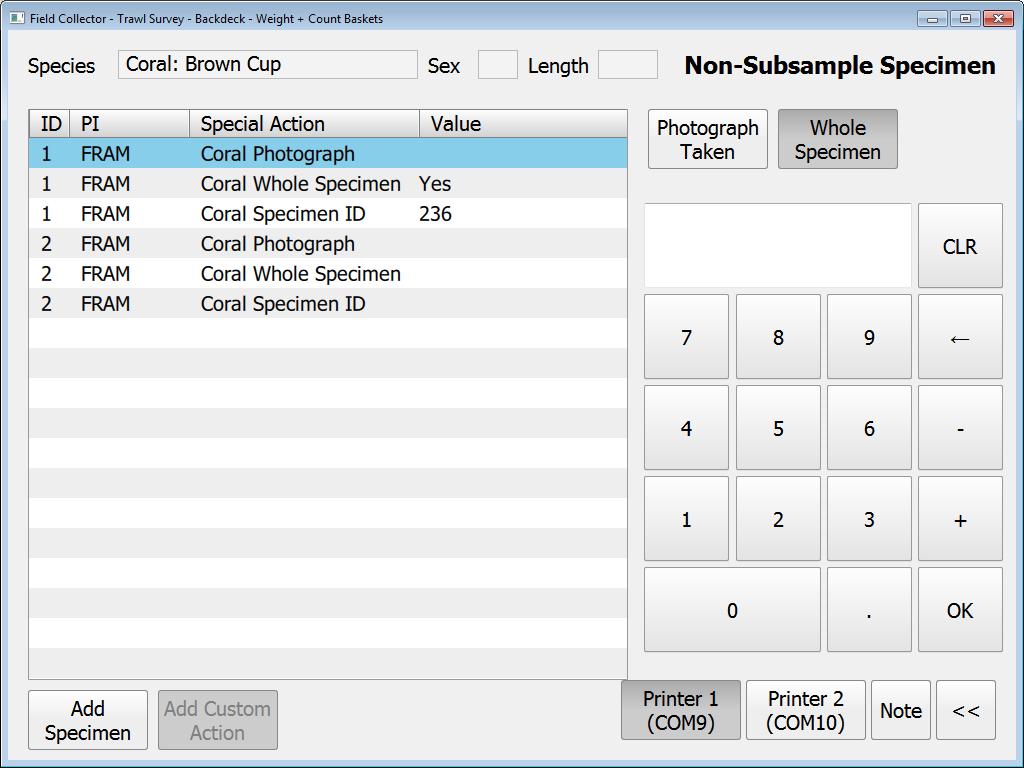 Field Collector - Trawl Survey - Backdeck - Weight + Count Baskets
Species Coral: Brown Cup Sex Length Non-Subsample Specimen
ID PI Special Action Value
1 FRAM Coral Photograph
1 FRAM Coral Whole Specimen Yes
1 FRAM Coral Specimen ID 236
2 FRAM Coral Photograph
2 FRAM Coral Whole Specimen
2 FRAM Coral Specimen ID
Photograph
Taken
Whole
Specimen
CLR
7 8 9 ←
4 5 6 -
1 2 3 +
0 . OK
Add
Specimen
Add Custom
Action
Printer 1
(COM9)
Printer 2
(COM10)
Note
<<